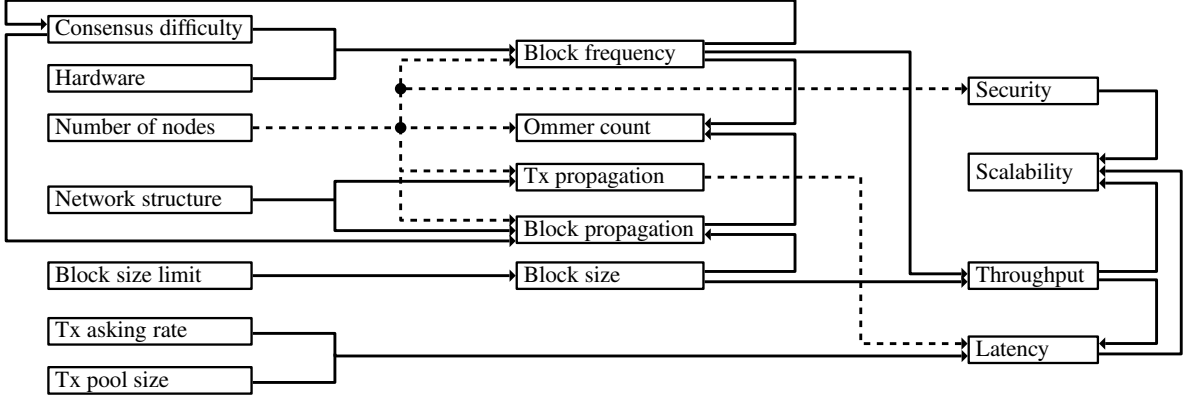 Consensus difficulty
Hardware
Number of nodes
Network structure
Block size limit
Tx asking rate
Tx pool size
Block frequency
Ommer count
Tx propagation
Block propagation
Block size
Security
Scalability
Throughput
Latency